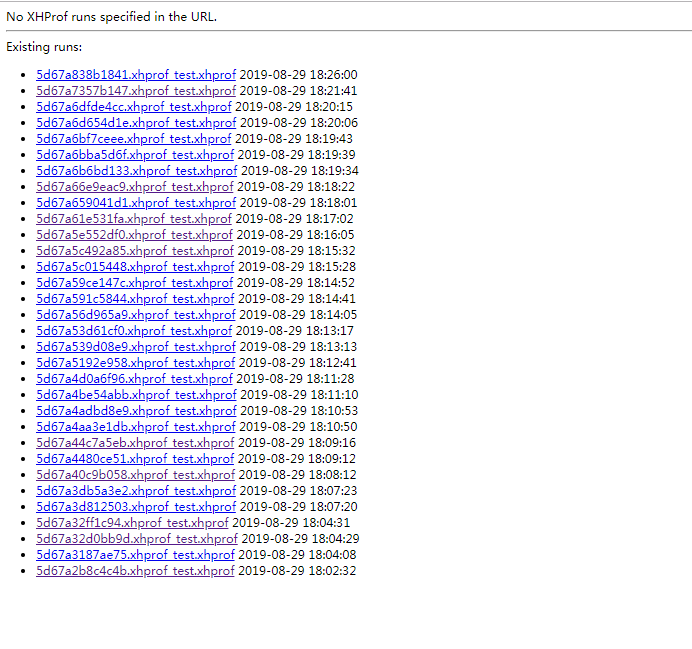 No XHProf runs specified in the URL.
Existing runs:
5d67a838b1841.xhprof_test.xhprof 2019-08-29 18:26:00
5d67a7357b147.xhprof_test.xhprof 2019-08-29 18:21:41
5d67a6dfde4cc.xhprof_test.xhprof 2019-08-29 18:20:15
5d67a6d654d1e.xhprof_test.xhprof 2019-08-29 18:20:06
5d67a6bf7ceee.xhprof_test.xhprof 2019-08-29 18:19:43
5d67a6bba5d6f.xhprof_test.xhprof 2019-08-29 18:19:39
5d67a6b6bd133.xhprof_test.xhprof 2019-08-29 18:19:34
5d67a66e9eac9.xhprof_test.xhprof 2019-08-29 18:18:22
5d67a659041d1.xhprof_test.xhprof 2019-08-29 18:18:01
5d67a61e531fa.xhprof_test.xhprof 2019-08-29 18:17:02
5d67a5e552df0.xhprof_test.xhprof 2019-08-29 18:16:05
5d67a5c492a85.xhprof_test.xhprof 2019-08-29 18:15:32
5d67a5c015448.xhprof_test.xhprof 2019-08-29 18:15:28
5d67a59ce147c.xhprof_test.xhprof 2019-08-29 18:14:52
5d67a591c5844.xhprof_test.xhprof 2019-08-29 18:14:41
5d67a56d965a9.xhprof_test.xhprof 2019-08-29 18:14:05
5d67a53d61cf0.xhprof_test.xhprof 2019-08-29 18:13:17
5d67a539d08e9.xhprof_test.xhprof 2019-08-29 18:13:13
5d67a5192e958.xhprof_test.xhprof 2019-08-29 18:12:41
5d67a4d0a6f96.xhprof_test.xhprof 2019-08-29 18:11:28
5d67a4be54abb.xhprof_test.xhprof 2019-08-29 18:11:10
5d67a4adbd8e9.xhprof_test.xhprof 2019-08-29 18:10:53
5d67a4aa3e1db.xhprof_test.xhprof 2019-08-29 18:10:50
5d67a44c7a5eb.xhprof_test.xhprof 2019-08-29 18:09:16
5d67a4480ce51.xhprof_test.xhprof 2019-08-29 18:09:12
5d67a40c9b058.xhprof_test.xhprof 2019-08-29 18:08:12
5d67a3db5a3e2.xhprof_test.xhprof 2019-08-29 18:07:23
5d67a3d812503.xhprof_test.xhprof 2019-08-29 18:07:20
5d67a32ff1c94.xhprof_test.xhprof 2019-08-29 18:04:31
5d67a32d0bb9d.xhprof_test.xhprof 2019-08-29 18:04:29
5d67a3187ae75.xhprof_test.xhprof 2019-08-29 18:04:08
5d67a2b8c4c4b.xhprof_test.xhprof 2019-08-29 18:02:32